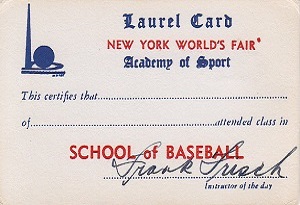 Laurel Card
NEW YORK WORLD'S FAIR
Academy of Sport
This certifies that
of attended class in
SCHOOL of BASEBALL
Frank Frisch
Instructor of the day